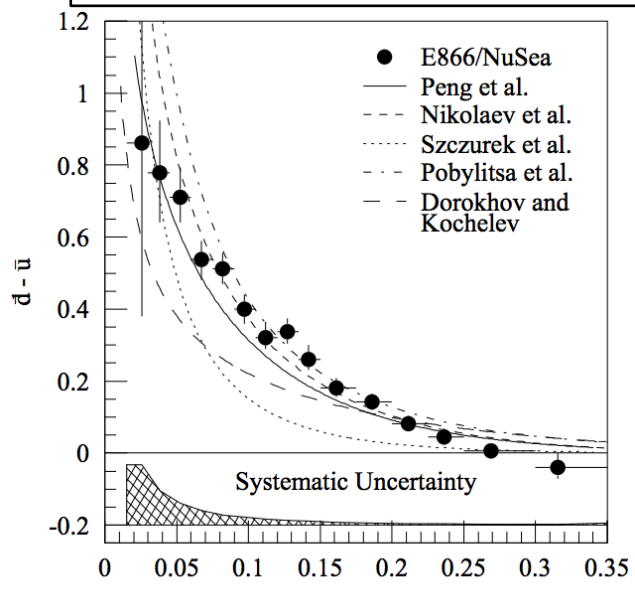 1.2
1
0.8
0.6
0.4
0.2
0
-0.2
d̄ - ū
E866/NuSea
Peng et al.
Nikolaev et al.
Szczurek et al.
Pobylitsa et al.
Dorokhov and
Kochelev
Systematic Uncertainty
0 0.05 0.1 0.15 0.2 0.25 0.3 0.35